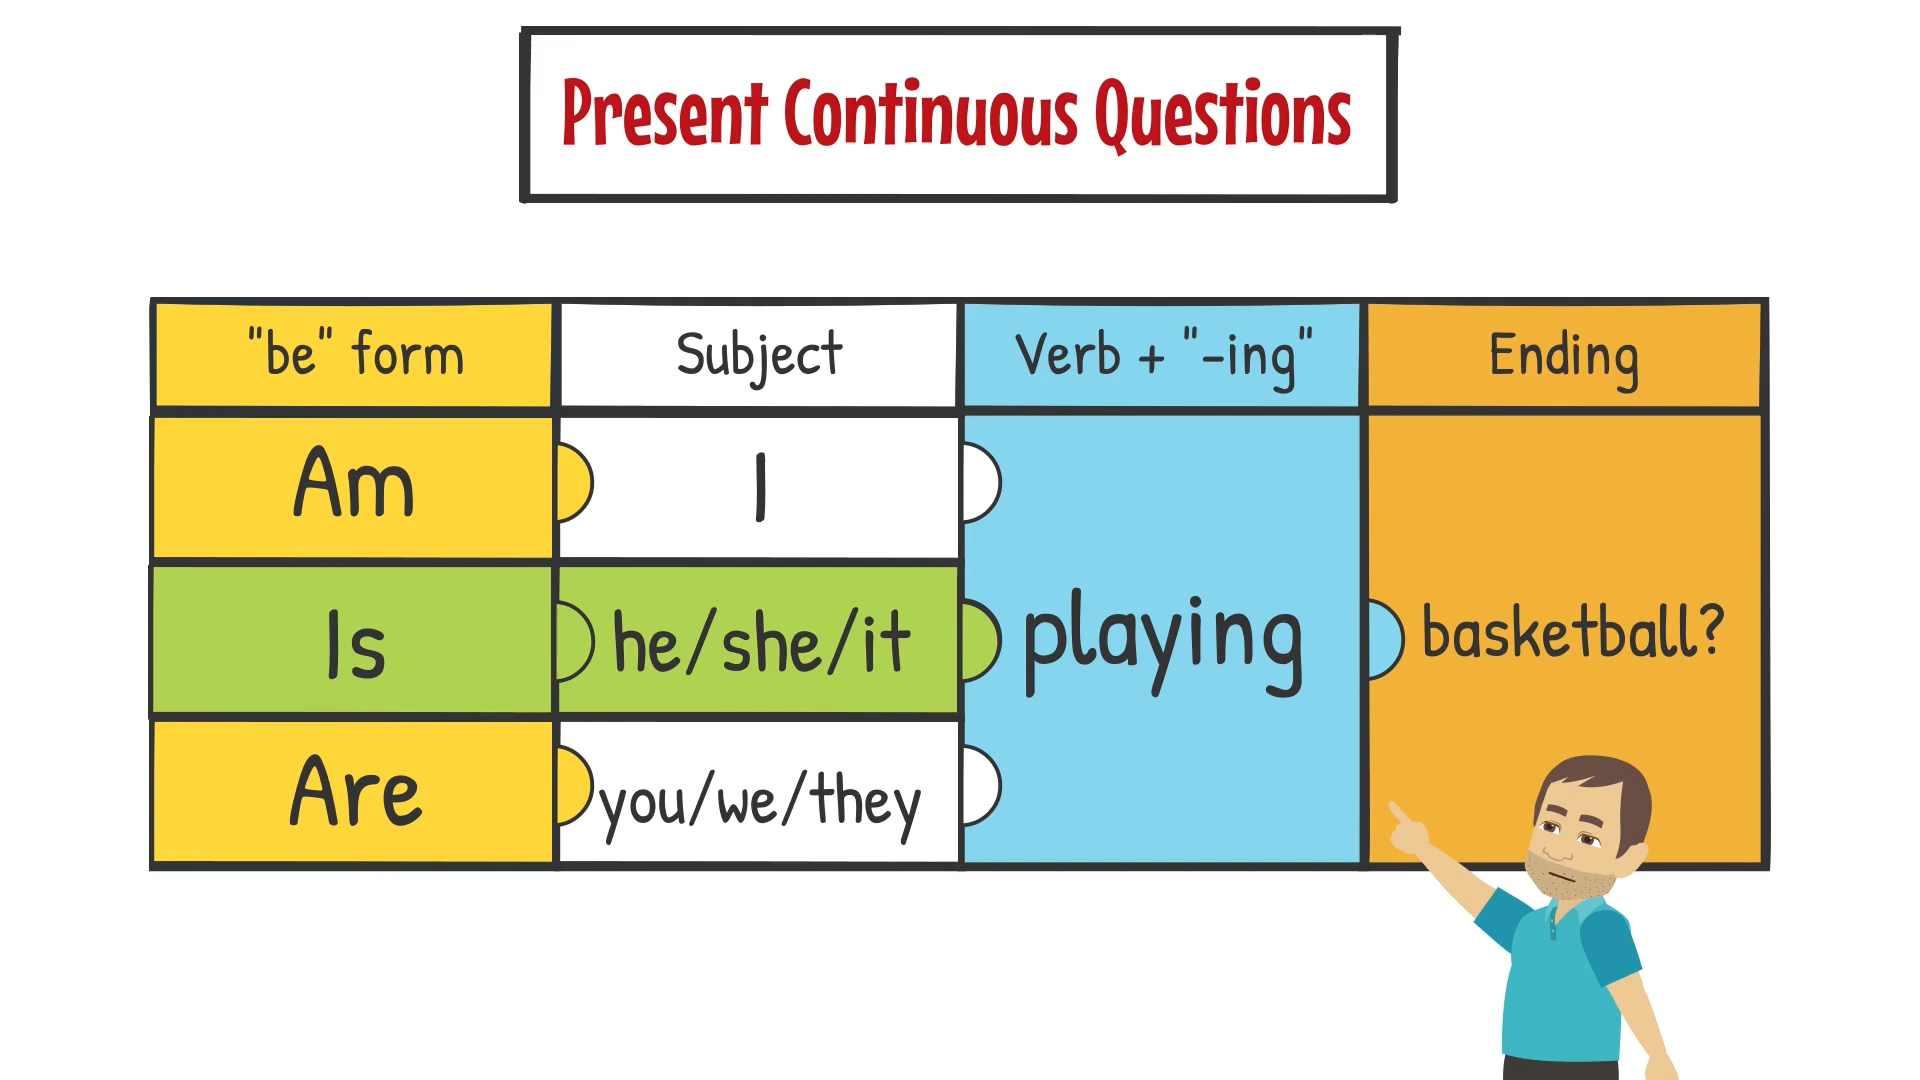 Present Continuous Questions
"be" form Subject Verb + "-ing" Ending
Am I
Is he/she/it playing basketball?
Are you/we/they